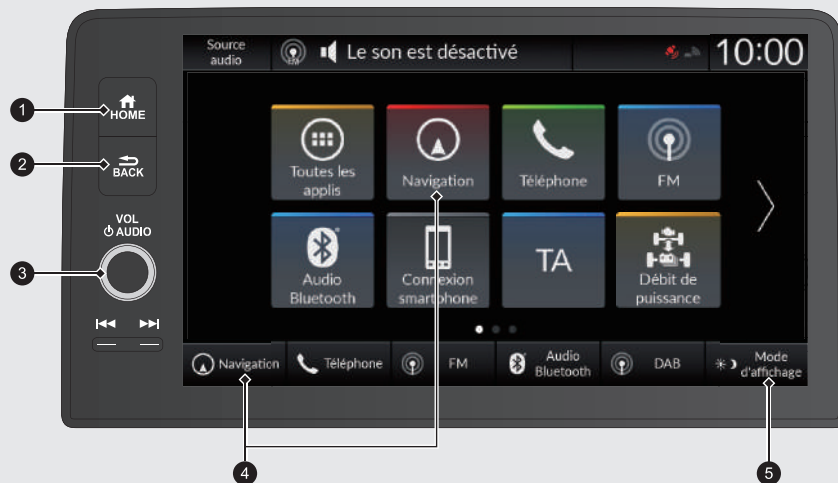 Source
audio
FM
Le son est désactivé
10:00
1
HOME
2
BACK
VOL
AUDIO
3
Toutes les
applis
Navigation
Téléphone
FM
Audio
Bluetooth
Connexion
smartphone
TA
Débit de
puissance
Navigation
Téléphone
FM
Audio
Bluetooth
DAB
Mode
d'affichage
4
5